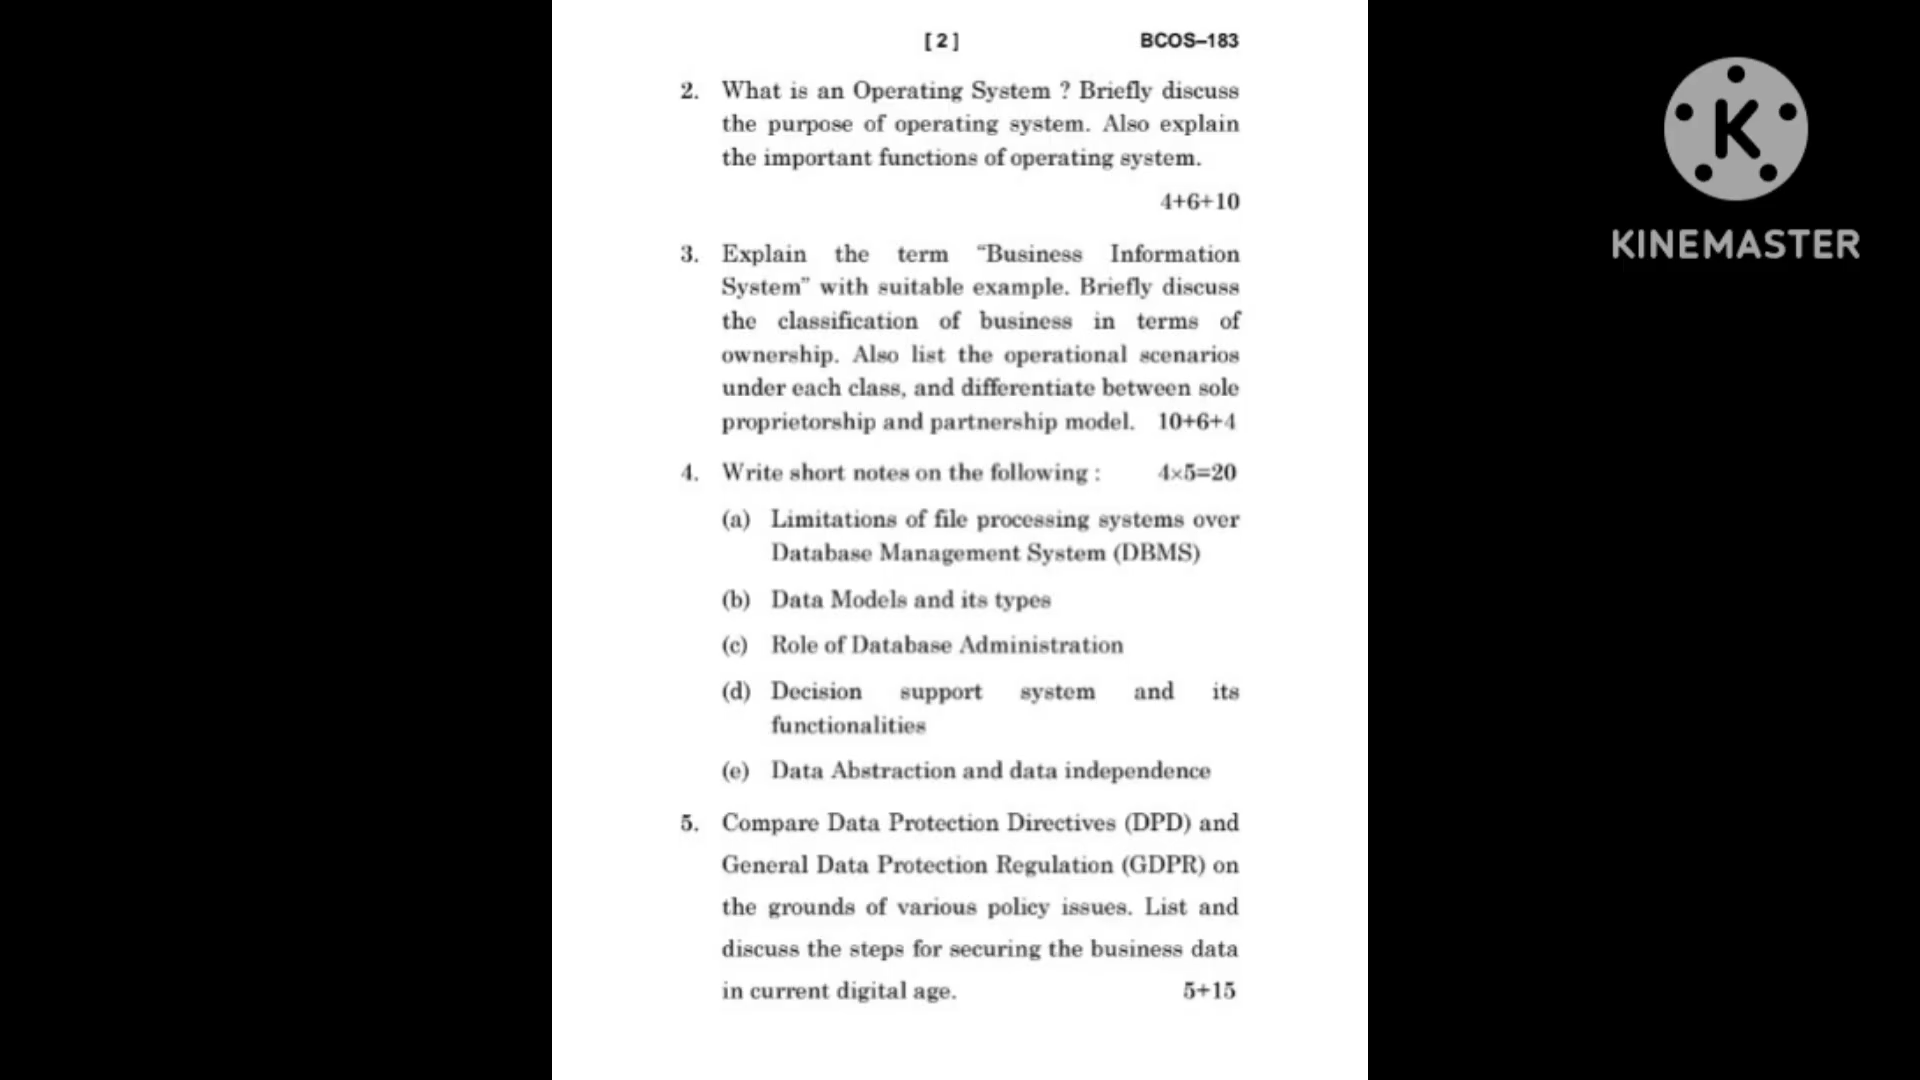 [ 2 ] BCOS–183
2. What is an Operating System ? Briefly discuss
the purpose of operating system. Also explain
the important functions of operating system.
4+6+10
3. Explain the term “Business Information
System” with suitable example. Briefly discuss
the classification of business in terms of
ownership. Also list the operational scenarios
under each class, and differentiate between sole
proprietorship and partnership model. 10+6+4
4. Write short notes on the following : 4×5=20
(a) Limitations of file processing systems over
Database Management System (DBMS)
(b) Data Models and its types
(c) Role of Database Administration
(d) Decision support system and its
functionalities
(e) Data Abstraction and data independence
5. Compare Data Protection Directives (DPD) and
General Data Protection Regulation (GDPR) on
the grounds of various policy issues. List and
discuss the steps for securing the business data
in current digital age. 5+15
K
KINEMASTER